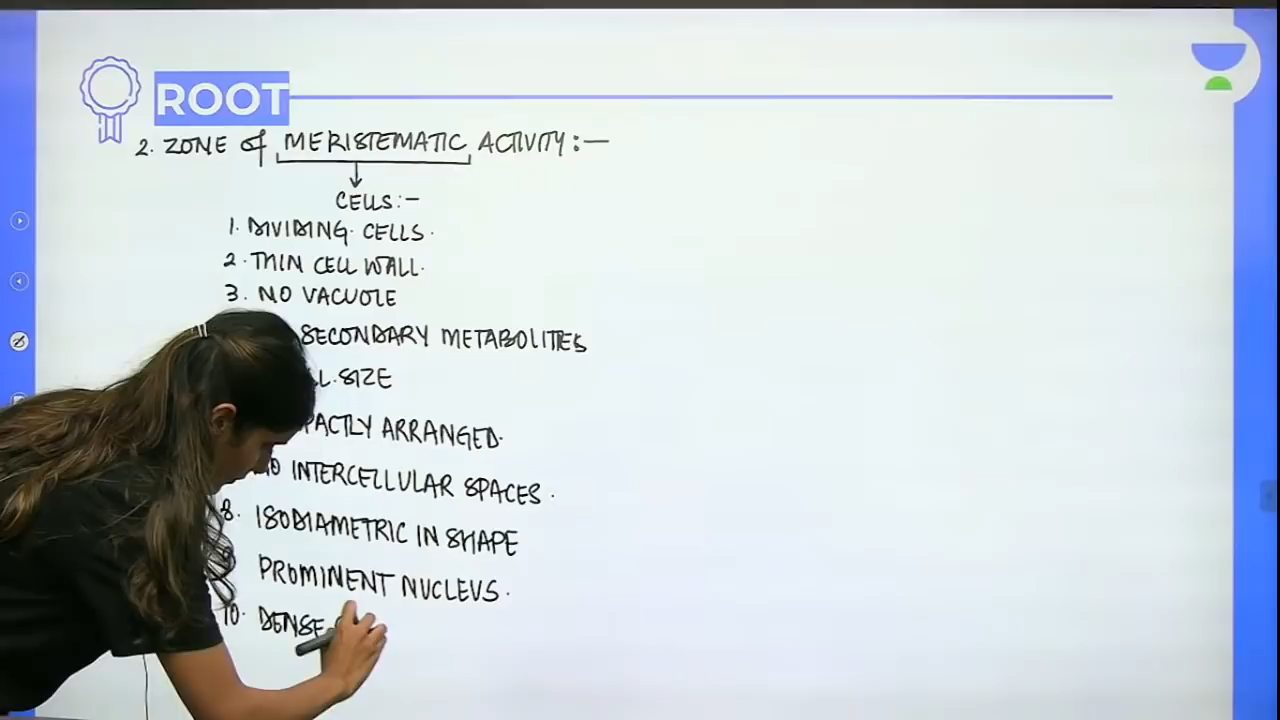 ROOT
2. ZONE of MERISTEMATIC ACTIVITY:-
CELLS:-
1. DIVIDING CELLS.
2. THIN CELL WALL.
3. NO VACUOLE
SECONDARY METABOLITIES
SIZE
ARRANGED.
INTERCELLULAR SPACES.
8. ISODIAMETRIC IN SHAPE
PROMINENT NUCLEUS.
10. DENSE